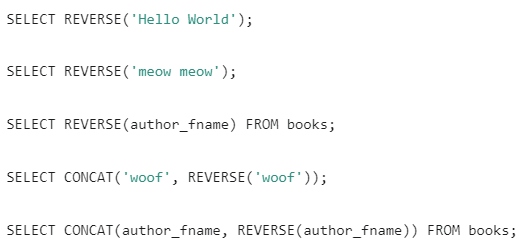 SELECT REVERSE('Hello World');
SELECT REVERSE('meow meow');
SELECT REVERSE(author_fname) FROM books;
SELECT CONCAT('woof', REVERSE('woof'));
SELECT CONCAT(author_fname, REVERSE(author_fname)) FROM books;